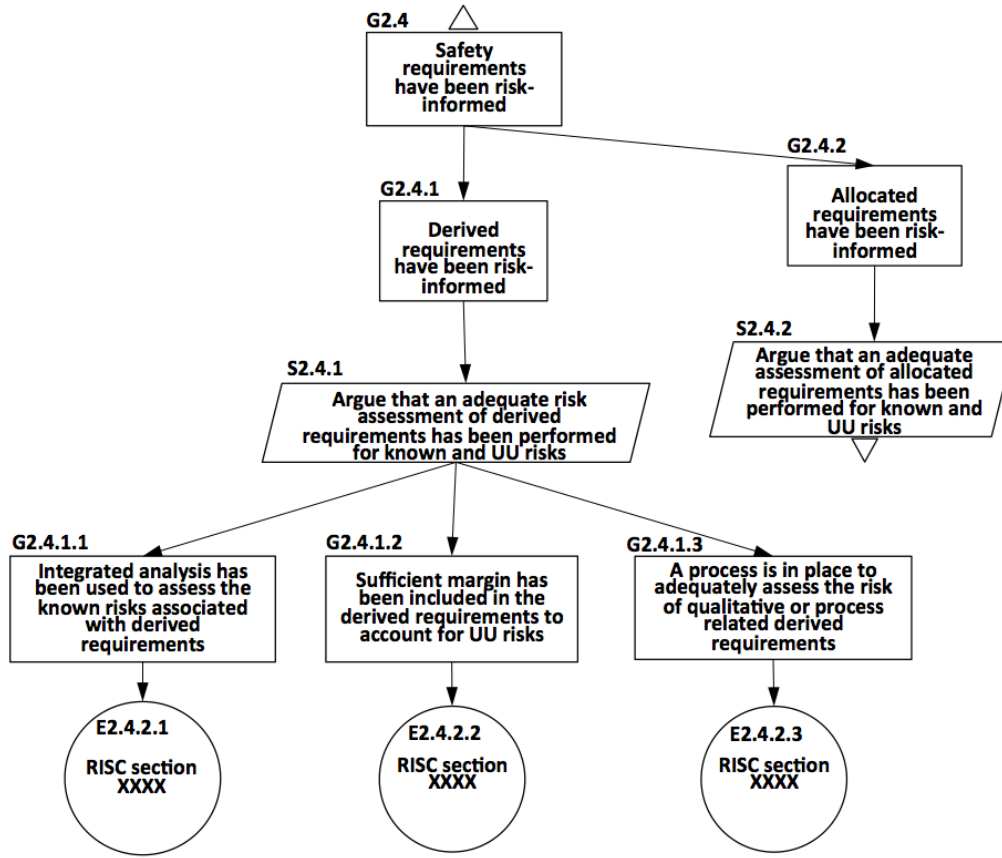 G2.4
Safety
requirements
have been risk-
informed
G2.4.2
Allocated
requirements
have been risk-
informed
G2.4.1
Derived
requirements
have been risk-
informed
S2.4.2
Argue that an adequate
assessment of allocated
requirements has been
performed for known and
UU risks
S2.4.1
Argue that an adequate risk
assessment of derived
requirements has been performed
for known and UU risks
G2.4.1.1
Integrated analysis has
been used to assess the
known risks associated
with derived
requirements
G2.4.1.2
Sufficient margin has
been included in the
derived requirements to
account for UU risks
G2.4.1.3
A process is in place to
adequately assess the risk
of qualitative or process
related derived
requirements
E2.4.2.1
RISC section
XXXX
E2.4.2.2
RISC section
XXXX
E2.4.2.3
RISC section
XXXX